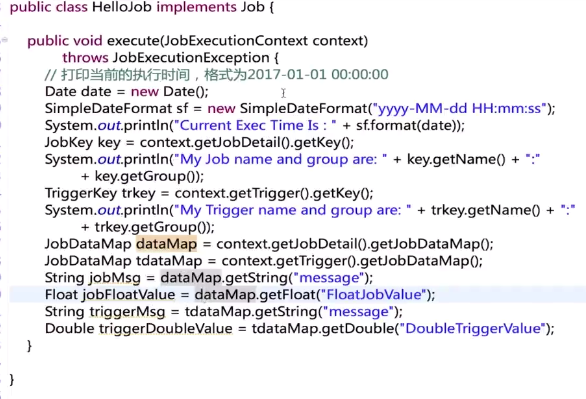 public class HelloJob implements Job {
public void execute(JobExecutionContext context)
throws JobExecutionException {
// 打印当前的执行时间，格式为2017-01-01 00:00:00
Date date = new Date();
SimpleDateFormat sf = new SimpleDateFormat("yyyy-MM-dd HH:mm:ss");
System.out.println("Current Exec Time Is : " + sf.format(date));
JobKey key = context.getJobDetail().getKey();
System.out.println("My Job name and group are: " + key.getName() + ":"
+ key.getGroup());
TriggerKey trkey = context.getTrigger().getKey();
System.out.println("My Trigger name and group are: " + trkey.getName() + ":"
+ trkey.getGroup());
JobDataMap dataMap = context.getJobDetail().getJobDataMap();
JobDataMap tdataMap = context.getTrigger().getJobDataMap();
String jobMsg = dataMap.getString("message");
Float jobFloatValue = dataMap.getFloat("FloatJobValue");
String triggerMsg = tdataMap.getString("message");
Double triggerDoubleValue = tdataMap.getDouble("DoubleTriggerValue");
}
}